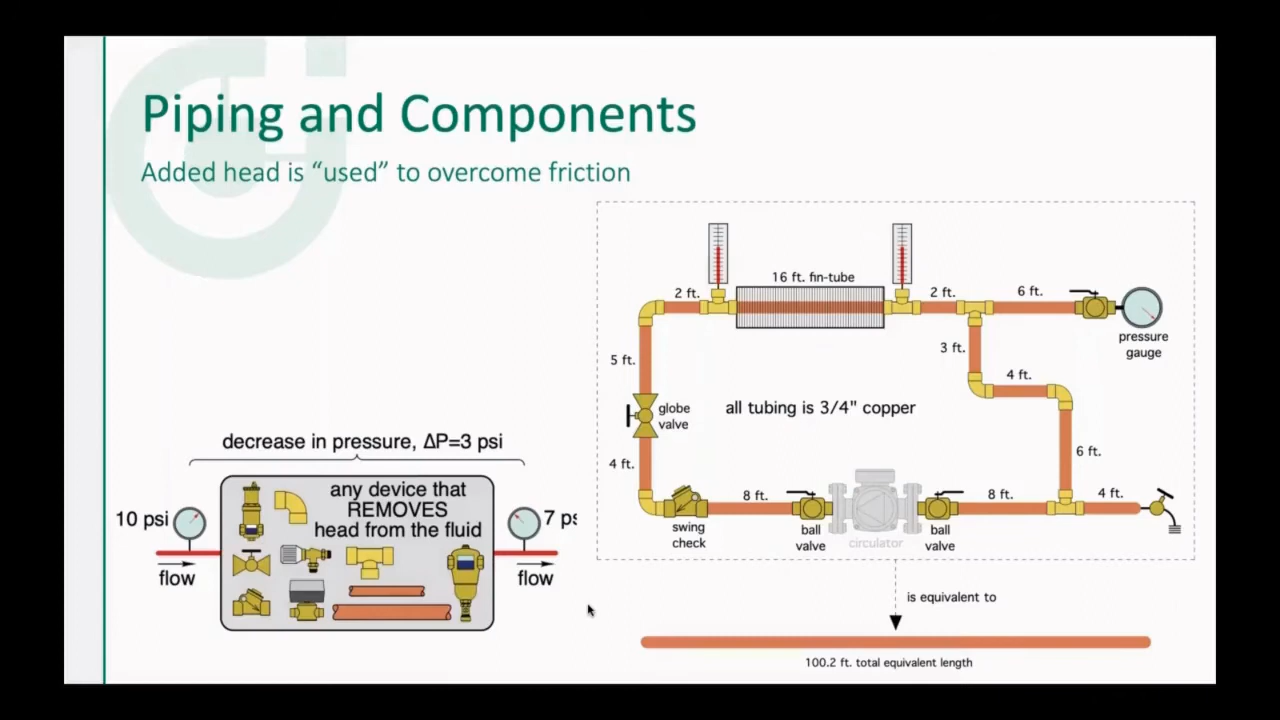 Piping and Components
Added head is “used” to overcome friction
decrease in pressure, ΔP=3 psi
10 psi
any device that
REMOVES
head from the fluid
flow
flow
16 ft. fin-tube
2 ft.
2 ft.
6 ft.
pressure
gauge
5 ft.
3 ft.
4 ft.
globe
valve
all tubing is 3/4" copper
4 ft.
6 ft.
8 ft.
8 ft.
4 ft.
swing
check
ball
valve
circulator
ball
valve
is equivalent to
100.2 ft. total equivalent length